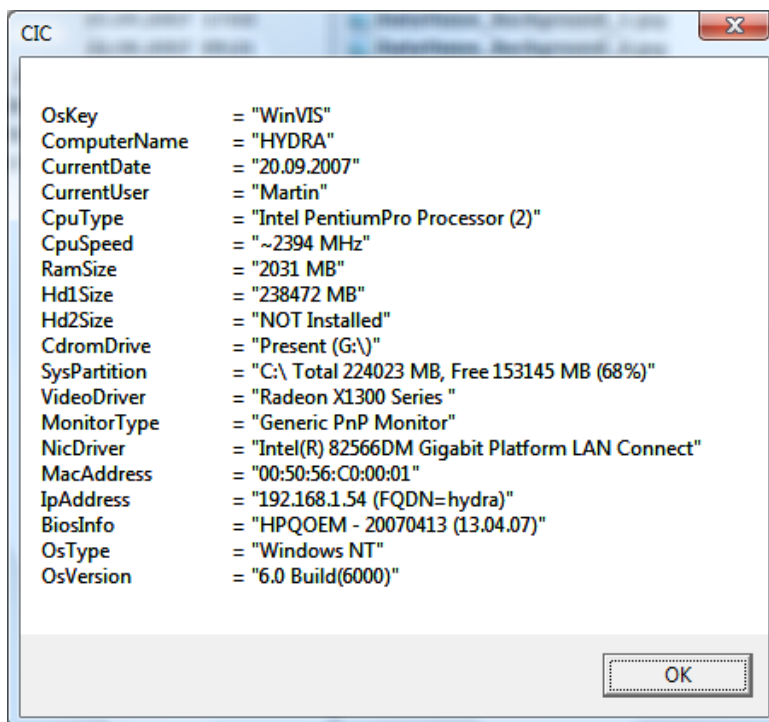 CIC
OsKey = "WinVIS"
ComputerName = "HYDRA"
CurrentDate = "20.09.2007"
CurrentUser = "Martin"
CpuType = "Intel PentiumPro Processor (2)"
CpuSpeed = "~2394 MHz"
RamSize = "2031 MB"
Hd1Size = "238472 MB"
Hd2Size = "NOT Installed"
CdromDrive = "Present (G:\)"
SysPartition = "C:\ Total 224023 MB, Free 153145 MB (68%)"
VideoDriver = "Radeon X1300 Series "
MonitorType = "Generic PnP Monitor"
NicDriver = "Intel(R) 82566DM Gigabit Platform LAN Connect"
MacAddress = "00:50:56:C0:00:01"
IpAddress = "192.168.1.54 (FQDN=hydra)"
BiosInfo = "HPQOEM - 20070413 (13.04.07)"
OsType = "Windows NT"
OsVersion = "6.0 Build(6000)"
OK